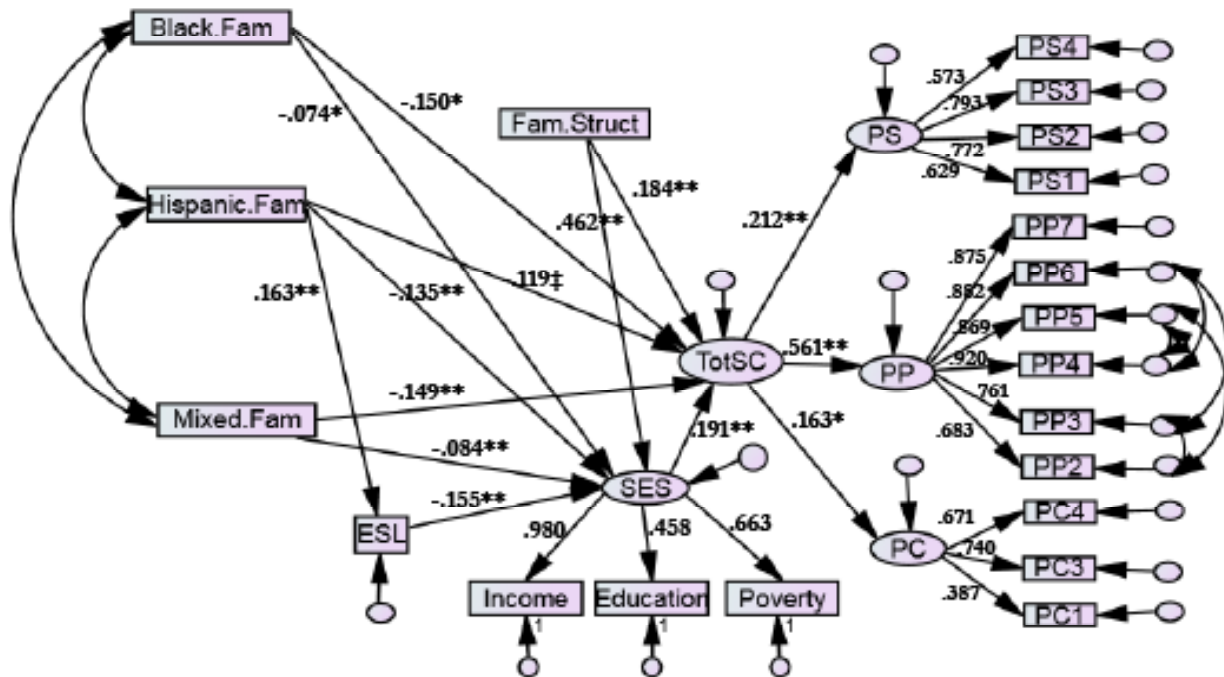 Black.Fam
-.150*
-.074*
Fam.Struct
Hispanic.Fam
.184**
.462**
.163**
-.135**
.119‡
TotSC
Mixed.Fam
-.149**
-.084**
.191**
SES
-.155**
ESL
.980
.458
.663
Income
Education
Poverty
1
1
1
.212**
.561**
.163*
PS
.573
.793
.772
.629
PS4
PS3
PS2
PS1
PP
.875
.882
.869
.920
.761
.683
PP7
PP6
PP5
PP4
PP3
PP2
PC
.671
.740
.387
PC4
PC3
PC1